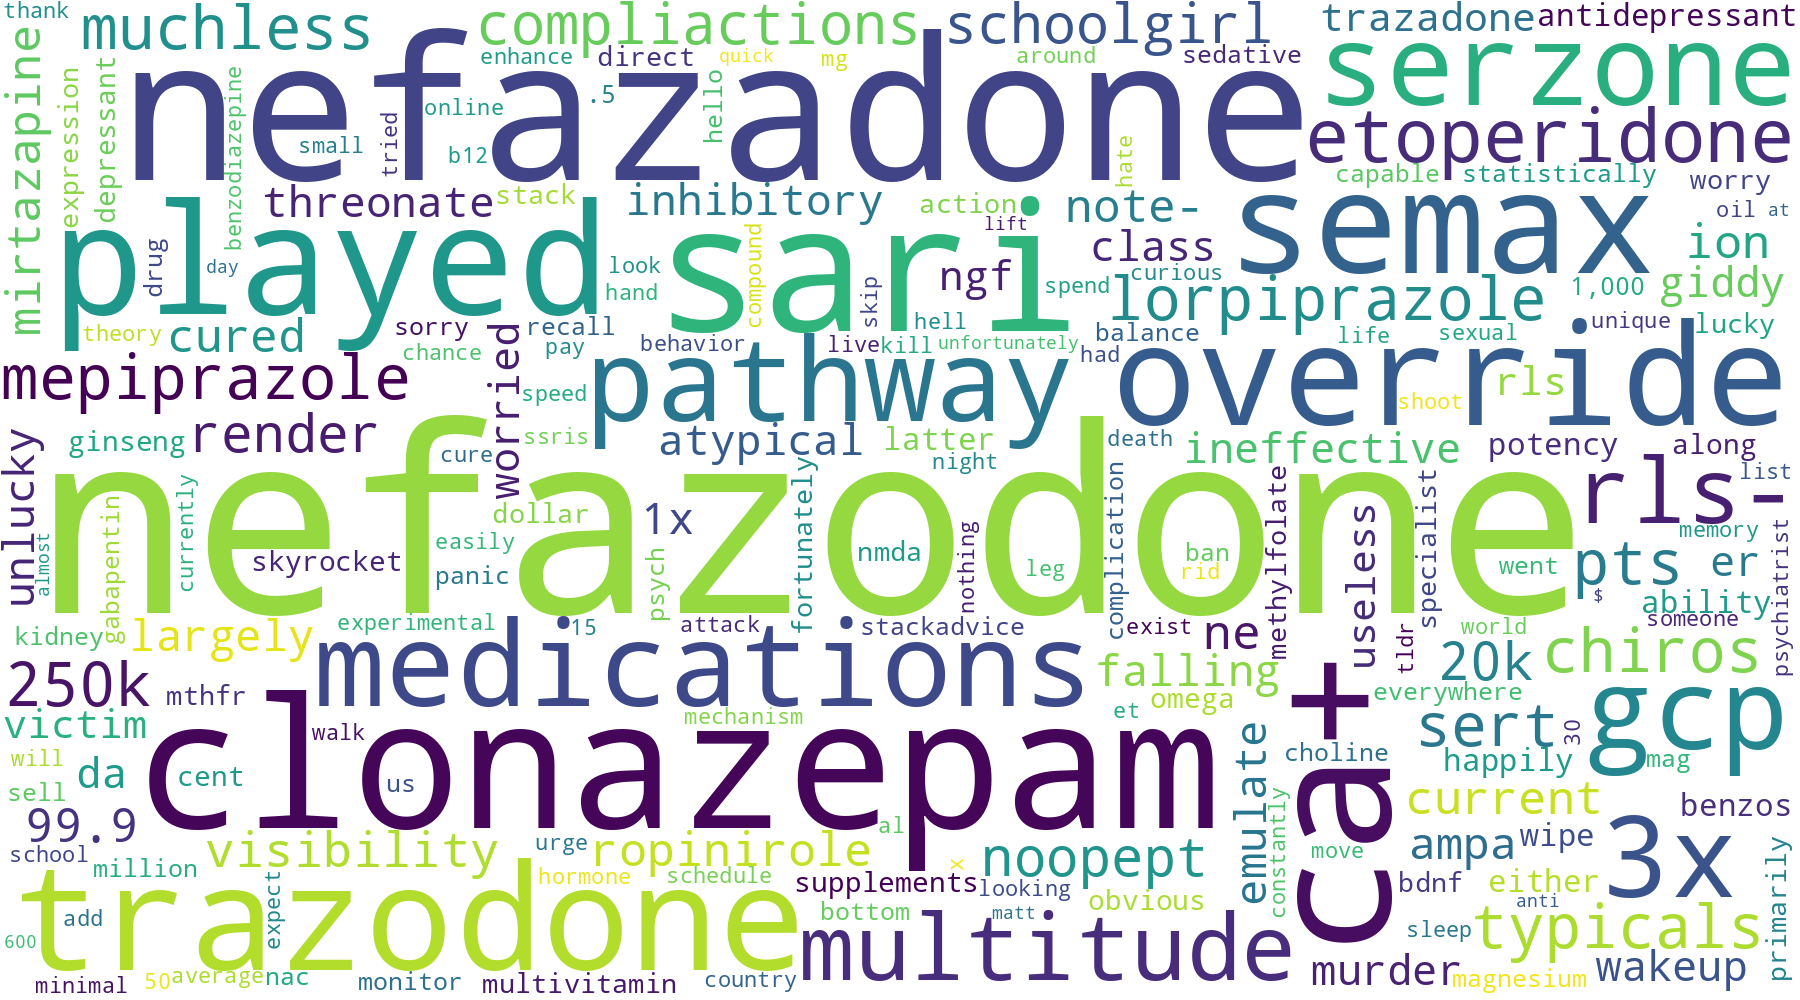 thank
muchless
compliactions
schoolgirl
trazadone
antidepressant
mirtazapine
expression
depressant
nefazadone
enhance
direct
quick
mg
around
sedative
serzone
benzodiazepine
online
.5
hello
small
tried
b12
hate
etoperidone
threonate
stack
inhibitory
action
note-
capable
statistically
worry
oil
at
lift
played
sari
semax
class
ion
drug
day
look
hand
compound
ngf
skip
spend
curious
lorpiprazole
1,000
giddy
theory
cured
sorry
worried
recall
hell
balance
life
sexual
unique
lucky
chance
pay
behavior
live
kill
unfortunately
had
override
mepiprazole
speed
pathway
rls
shoot
unlucky
ginseng
render
cure
ssris
atypical
latter
night
death
ineffective
potency
along
list
rls-
nefazodone
almost
gabapentin
currently
skyrocket
dollar
easily
panic
1x
psych
fortunately
nmda
nothing
leg
complication
ban
rid
methylfolate
useless
specialist
memory
psychiatrist
went
pts
er
$
ability
someone
kidney
largely
experimental
15
attack
stackadvice
exist
ne
tldr
world
chiros
250k
mthfr
medications
falling
omega
20k
everywhere
victim
will
da
cent
sell
walk
us
clonazepam
mechanism
et
emulate
choline
ca+
sert
30
gcp
happily
mag
99.9
school
million
visibility
urge
ropinirole
al
x
noopept
constantly
move
current
benzos
ampa
wipe
3x
primarily
bdnf
either
anti
trazodone
add
expect
hormone
schedule
supplements
looking
bottom
matt
obvious
multitude
sleep
typicals
600
minimal
50
average
nac
monitor
multivitamin
country
murder
magnesium
wakeup